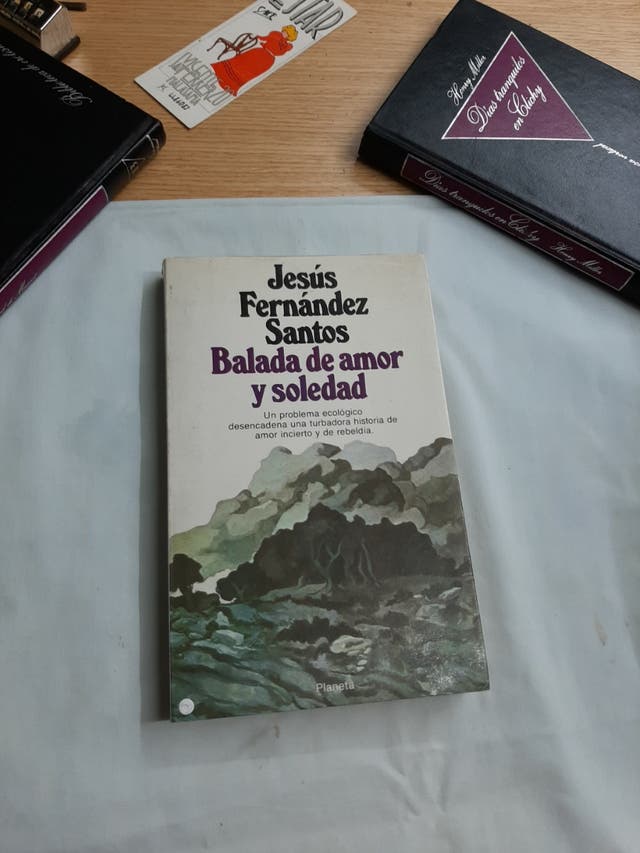 Henry Miller
Días tranquilos
en Clichy
Días tranquilos en Clichy Henry Miller
Jesús
Fernández
Santos
Balada de amor
y soledad
Un problema ecológico
desencadena una turbadora historia de
amor incierto y de rebeldía.
Planeta